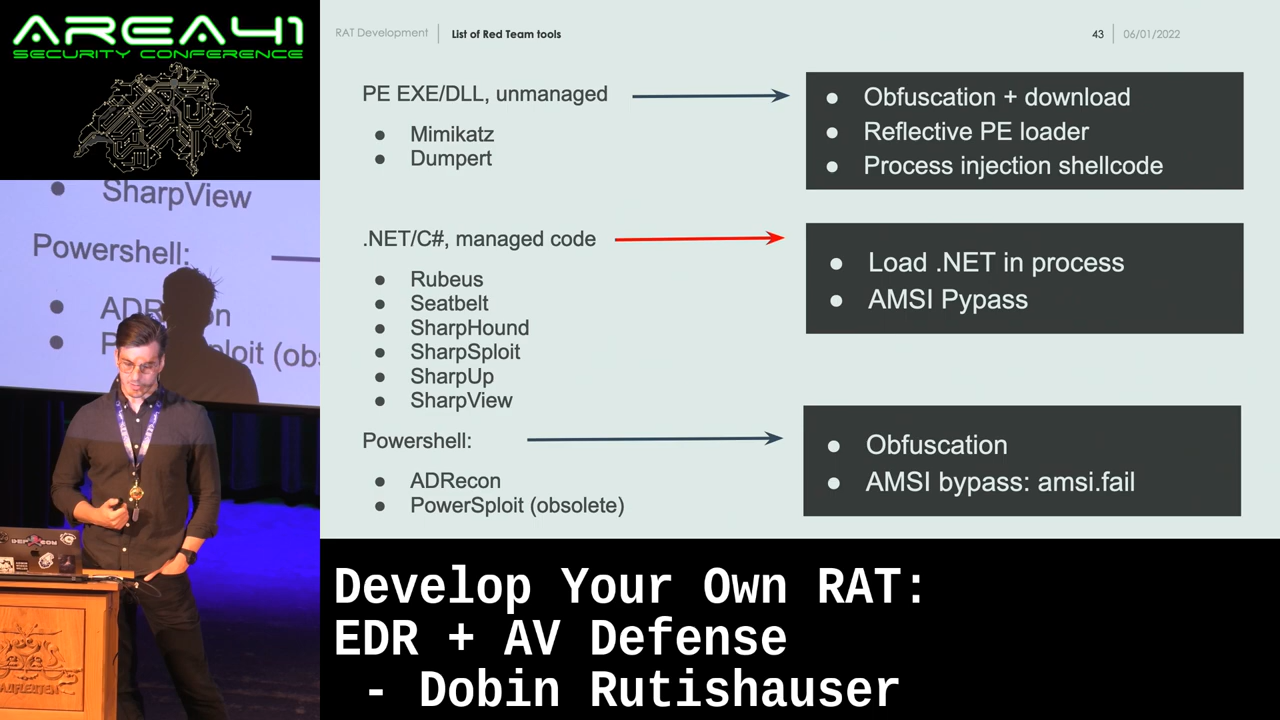 AREA41
SECURITY CONFERENCE
RAT Development
List of Red Team tools
43
06/01/2022
PE EXE/DLL, unmanaged
● Mimikatz
● Dumpert
● Obfuscation + download
● Reflective PE loader
● Process injection shellcode
.NET/C#, managed code
● Rubeus
● Seatbelt
● SharpHound
● SharpSploit
● SharpUp
● SharpView
● Load .NET in process
● AMSI Pypass
Powershell:
● ADRecon
● PowerSploit (obsolete)
● Obfuscation
● AMSI bypass: amsi.fail
● SharpView
Powershell:
Develop Your Own RAT:
EDR + AV Defense
- Dobin Rutishauser